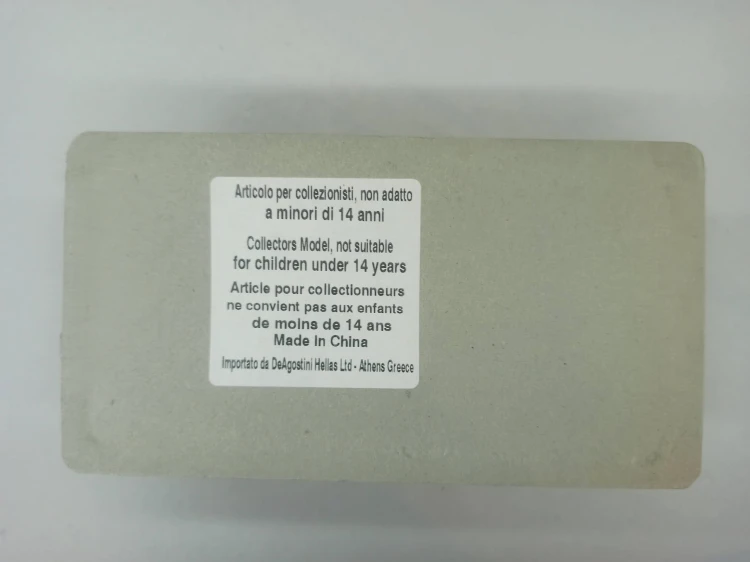 Articolo per collezionisti, non adatto
a minori di 14 anni
Collectors Model, not suitable
for children under 14 years
Article pour collectionneurs
ne convient pas aux enfants
de moins de 14 ans
Made In China
Importato da DeAgostini Hellas Ltd - Athens Greece